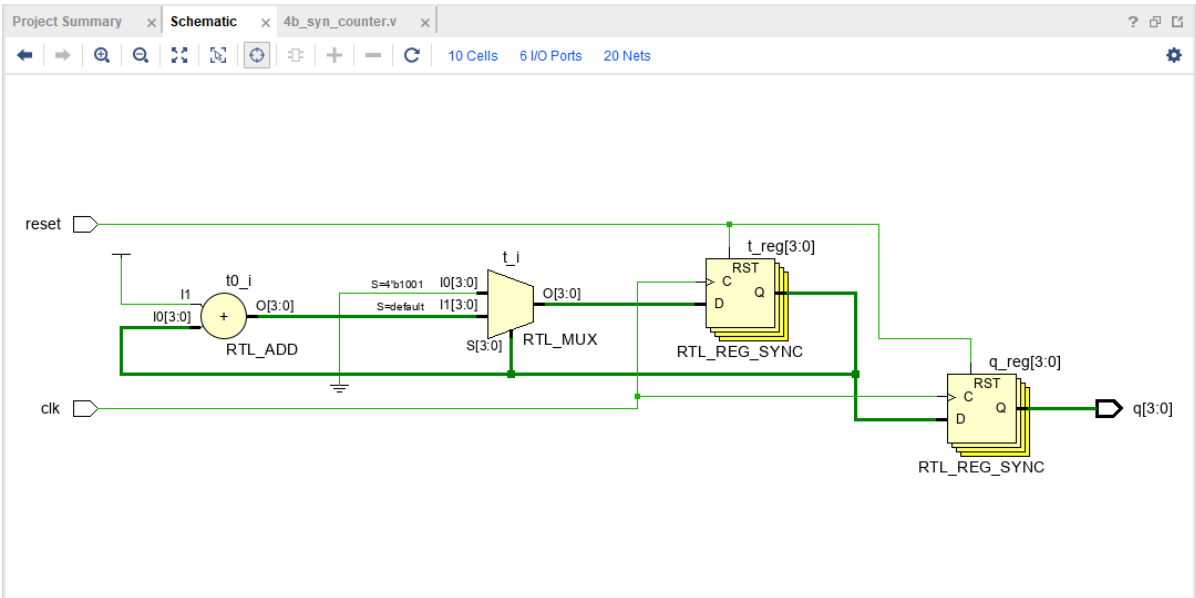 Project Summary × Schematic × 4b_syn_counter.v ×
?
10 Cells 6 I/O Ports 20 Nets
reset
t_reg[3:0]
RST
C
Q
D
RTL_REG_SYNC
t_i
S=4'b1001 I0[3:0]
S=default I1[3:0]
O[3:0]
S[3:0]
RTL_MUX
t0_i
I1
I0[3:0]
+
O[3:0]
RTL_ADD
q_reg[3:0]
RST
C
Q
D
RTL_REG_SYNC
clk
q[3:0]